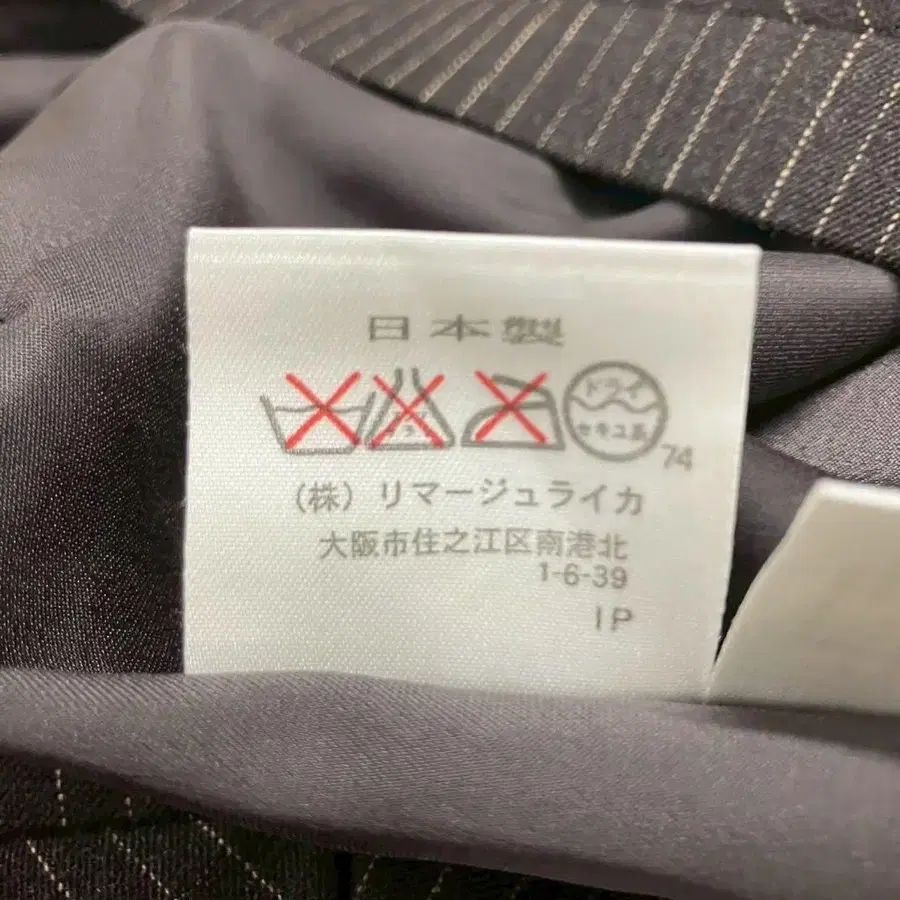 日本製
ドライ
セキユ系
74
(株)リマージュライカ
大阪市住之江区南港北
1-6-39
IP